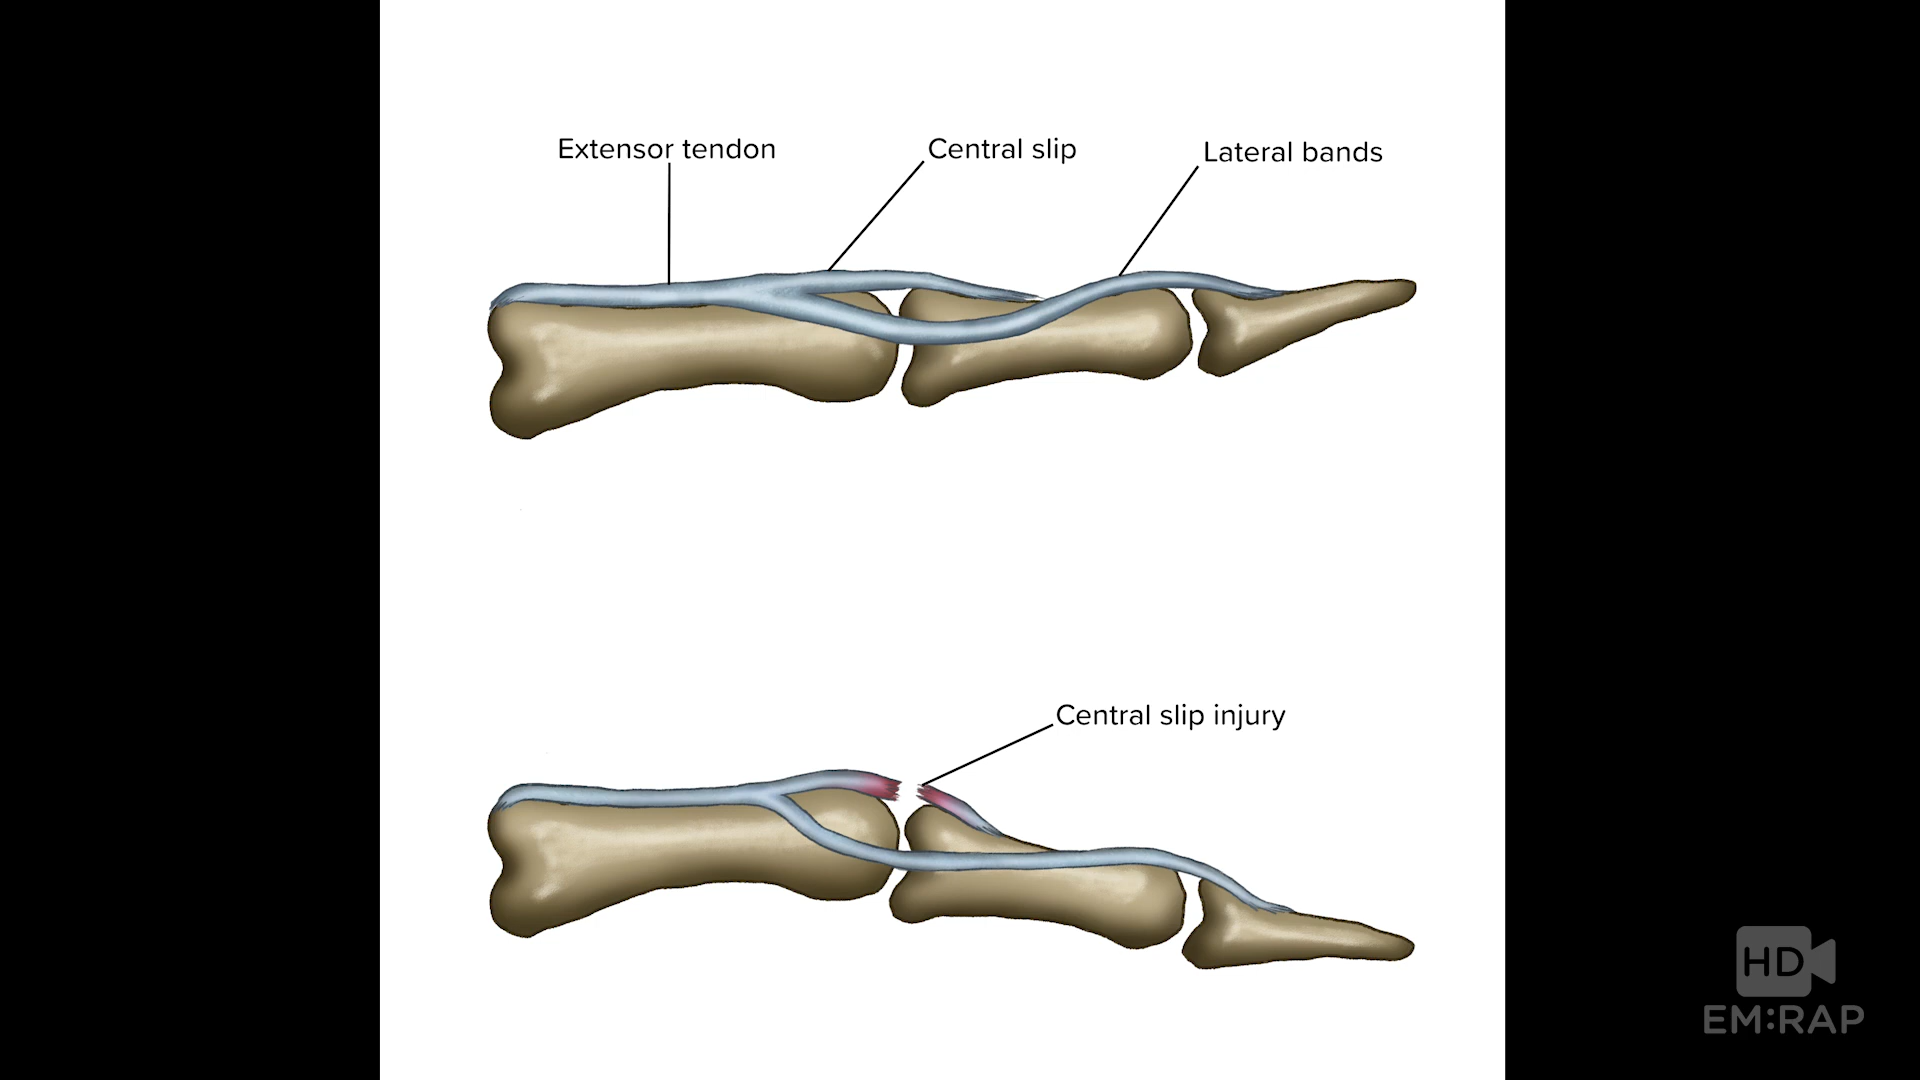 Extensor tendon
Central slip
Lateral bands
Central slip injury
HD
EM:RAP